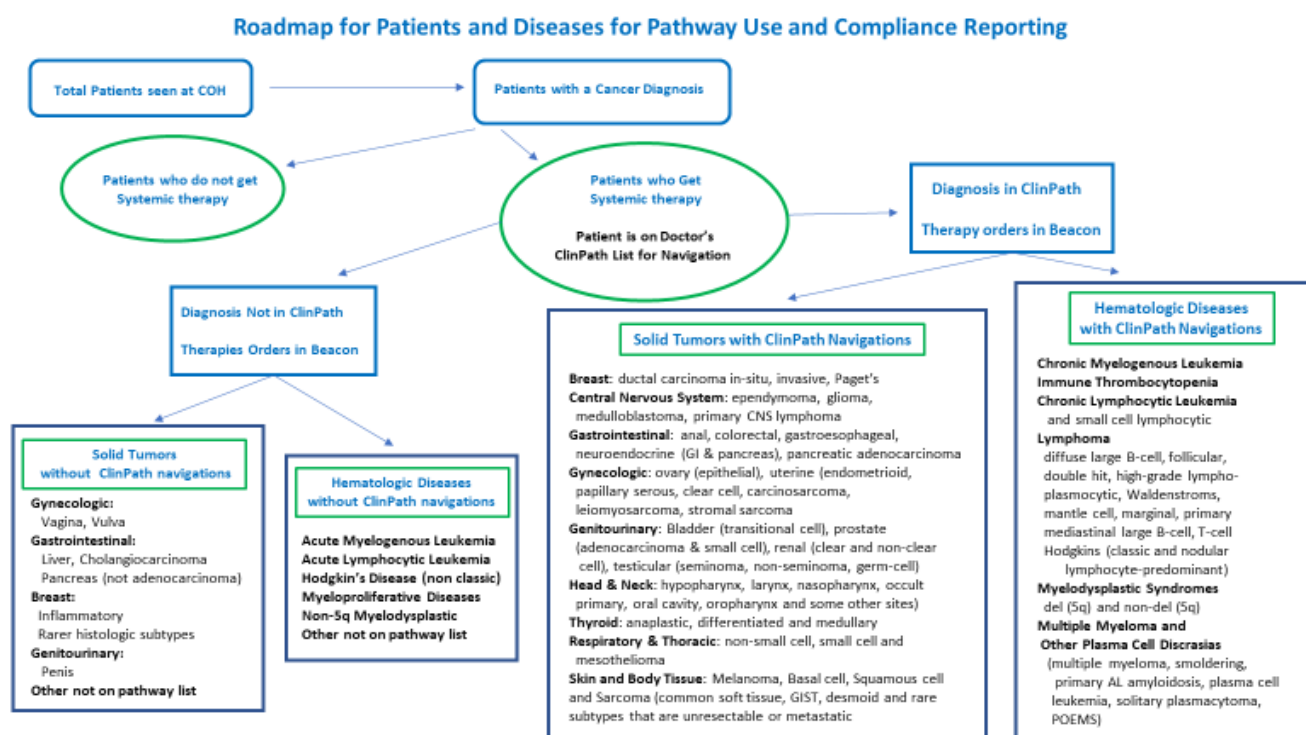 Roadmap for Patients and Diseases for Pathway Use and Compliance Reporting
Total Patients seen at COH
Patients with a Cancer Diagnosis
Patients who do not get
Systemic therapy
Patients who Get
Systemic therapy
Patient is on Doctor's
ClinPath List for Navigation
Diagnosis in ClinPath
Therapy orders in Beacon
Diagnosis Not in ClinPath
Therapies Orders in Beacon
Solid Tumors
without ClinPath navigations
Gynecologic:
Vagina, Vulva
Gastrointestinal:
Liver, Cholangiocarcinoma
Pancreas (not adenocarcinoma)
Breast:
Inflammatory
Rarer histologic subtypes
Genitourinary:
Penis
Other not on pathway list
Hematologic Diseases
without ClinPath navigations
Acute Myelogenous Leukemia
Acute Lymphocytic Leukemia
Hodgkin's Disease (non classic)
Myeloproliferative Diseases
Non-5q Myelodysplastic
Other not on pathway list
Solid Tumors with ClinPath Navigations
Breast: ductal carcinoma in-situ, invasive, Paget's
Central Nervous System: ependymoma, glioma,
medulloblastoma, primary CNS lymphoma
Gastrointestinal: anal, colorectal, gastroesophageal,
neuroendocrine (GI & pancreas), pancreatic adenocarcinoma
Gynecologic: ovary (epithelial), uterine (endometrioid,
papillary serous, clear cell, carcinosarcoma,
leiomyosarcoma, stromal sarcoma
Genitourinary: Bladder (transitional cell), prostate
(adenocarcinoma & small cell), renal (clear and non-clear
cell), testicular (seminoma, non-seminoma, germ-cell)
Head & Neck: hypopharynx, larynx, nasopharynx, occult
primary, oral cavity, oropharynx and some other sites)
Thyroid: anaplastic, differentiated and medullary
Respiratory & Thoracic: non-small cell, small cell and
mesothelioma
Skin and Body Tissue: Melanoma, Basal cell, Squamous cell
and Sarcoma (common soft tissue, GIST, desmoid and rare
subtypes that are unresectable or metastatic
Hematologic Diseases
with ClinPath Navigations
Chronic Myelogenous Leukemia
Immune Thrombocytopenia
Chronic Lymphocytic Leukemia
and small cell lymphocytic
Lymphoma
diffuse large B-cell, follicular,
double hit, high-grade lympho-
plasmocytic, Waldenstroms,
mantle cell, marginal, primary
mediastinal large B-cell, T-cell
Hodgkins (classic and nodular
lymphocyte-predominant)
Myelodysplastic Syndromes
del (5q) and non-del (5q)
Multiple Myeloma and
Other Plasma Cell Discrasias
(multiple myeloma, smoldering,
primary AL amyloidosis, plasma cell
leukemia, solitary plasmacytoma,
POEMS)